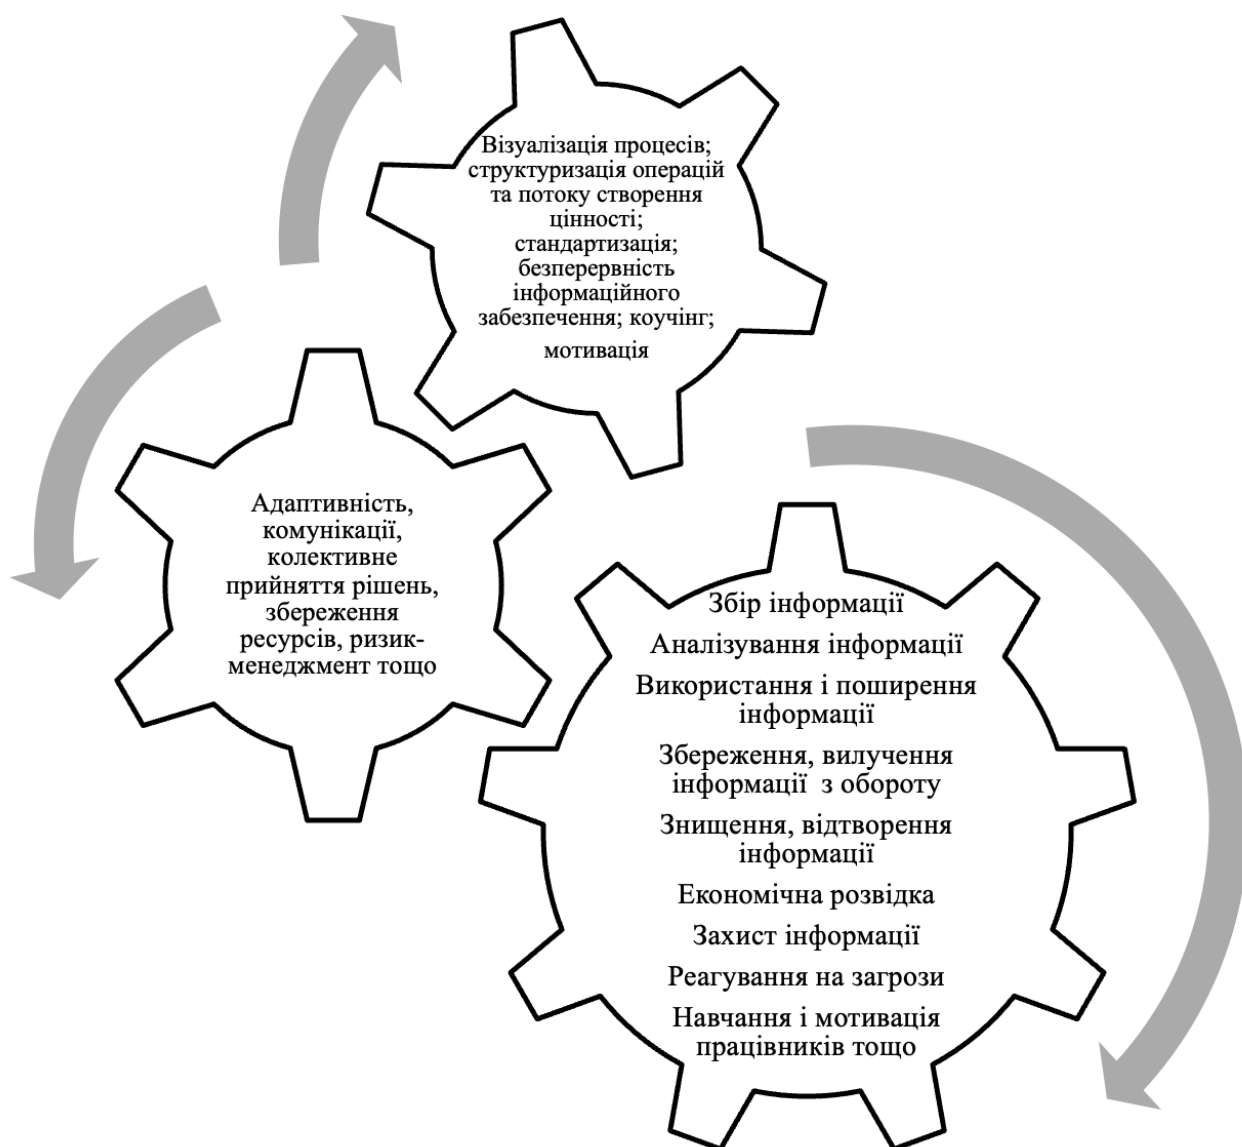 Візуалізація процесів;
структуризація операцій
та потоку створення
цінності;
стандартизація;
безперервність
інформаційного
забезпечення; коучінг;
мотивація
Адаптивність,
комунікації,
колективне
прийняття рішень,
збереження
ресурсів, ризик-
менеджмент тощо
Збір інформації
Аналізування інформації
Використання і поширення
інформації
Збереження, вилучення
інформації з обороту
Знищення, відтворення
інформації
Економічна розвідка
Захист інформації
Реагування на загрози
Навчання і мотивація
працівників тощо